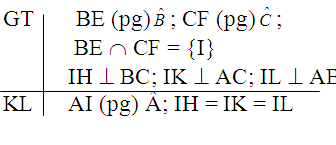 GT BE (pg) B̂ ; CF (pg) Ĉ ;
BE ∩ CF = {I}
IH ⊥ BC; IK ⊥ AC; IL ⊥ AB
KL AI (pg) Â; IH = IK = IL